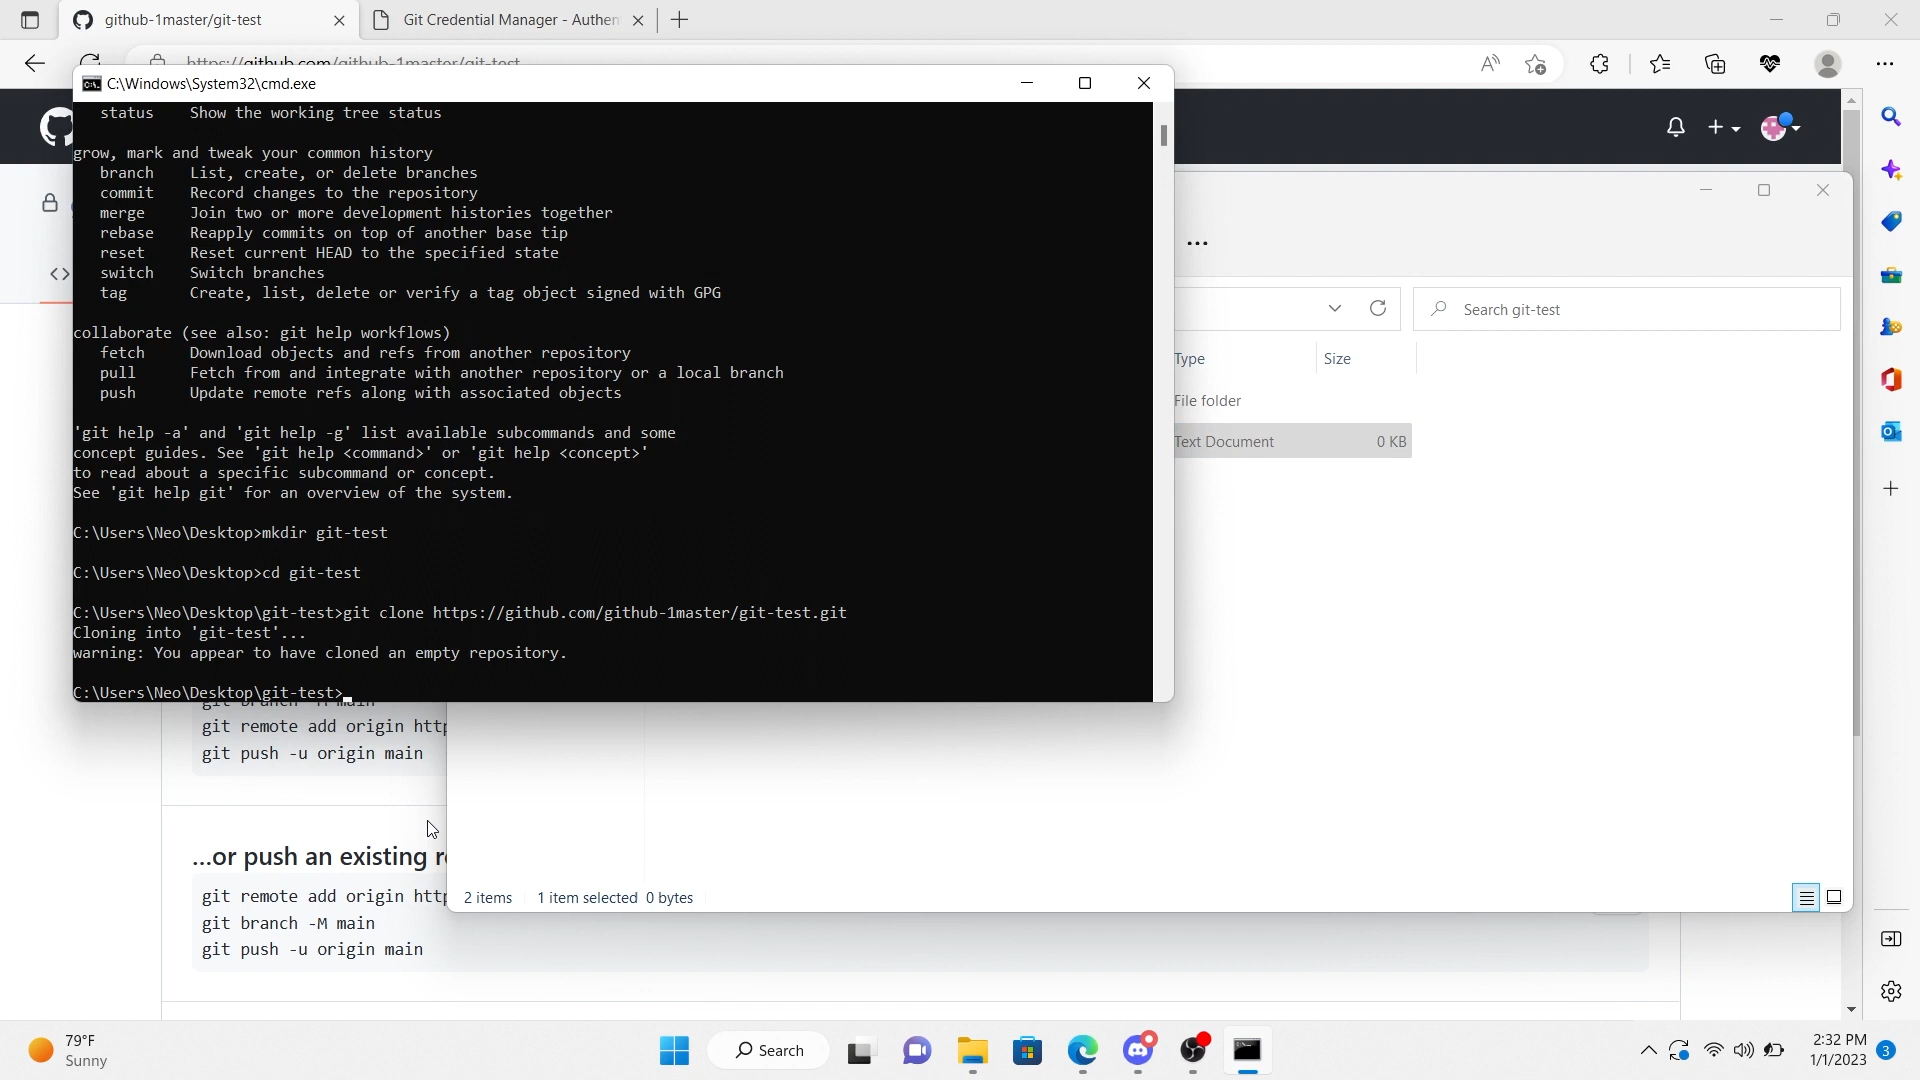 github-1master/git-test
Git Credential Manager - Authen
https://github.com/github-1master/git-test
C:\Windows\System32\cmd.exe
status    Show the working tree status
grow, mark and tweak your common history
branch    List, create, or delete branches
commit    Record changes to the repository
merge     Join two or more development histories together
rebase    Reapply commits on top of another base tip
reset     Reset current HEAD to the specified state
switch    Switch branches
tag       Create, list, delete or verify a tag object signed with GPG
collaborate (see also: git help workflows)
fetch     Download objects and refs from another repository
pull      Fetch from and integrate with another repository or a local branch
push      Update remote refs along with associated objects
'git help -a' and 'git help -g' list available subcommands and some
concept guides. See 'git help <command>' or 'git help <concept>'
to read about a specific subcommand or concept.
See 'git help git' for an overview of the system.
C:\Users\Neo\Desktop>mkdir git-test
C:\Users\Neo\Desktop>cd git-test
C:\Users\Neo\Desktop\git-test>git clone https://github.com/github-1master/git-test.git
Cloning into 'git-test'...
warning: You appear to have cloned an empty repository.
C:\Users\Neo\Desktop\git-test>
Search git-test
Type
Size
File folder
Text Document 0 KB
git branch -M main
git remote add origin http
git push -u origin main
...or push an existing
git remote add origin http
git branch -M main
git push -u origin main
2 items 1 item selected 0 bytes
79°F
Sunny
Search
2:32 PM
1/1/2023
3